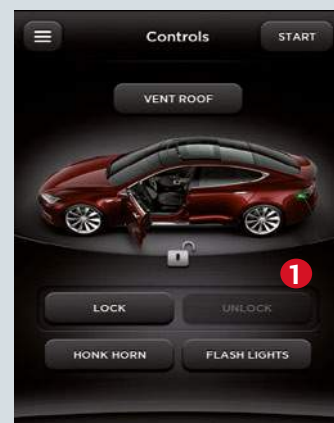 Controls
START
VENT ROOF
1
LOCK
UNLOCK
HONK HORN
FLASH LIGHTS